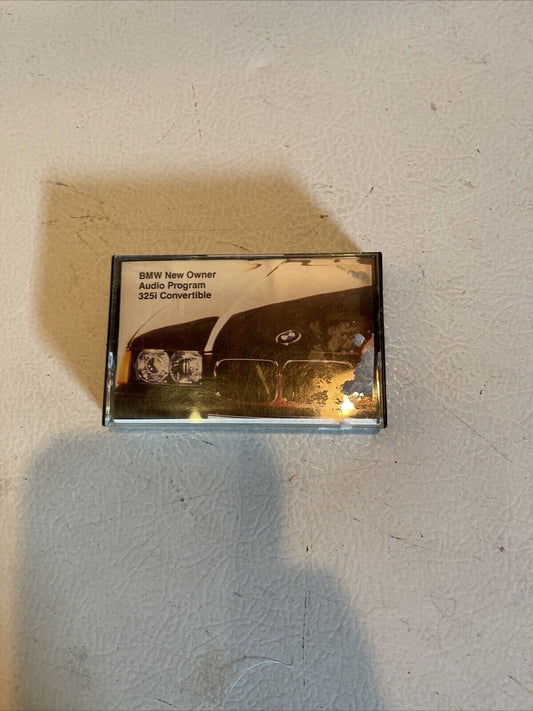 BMW New Owner
Audio Program
325i Convertible